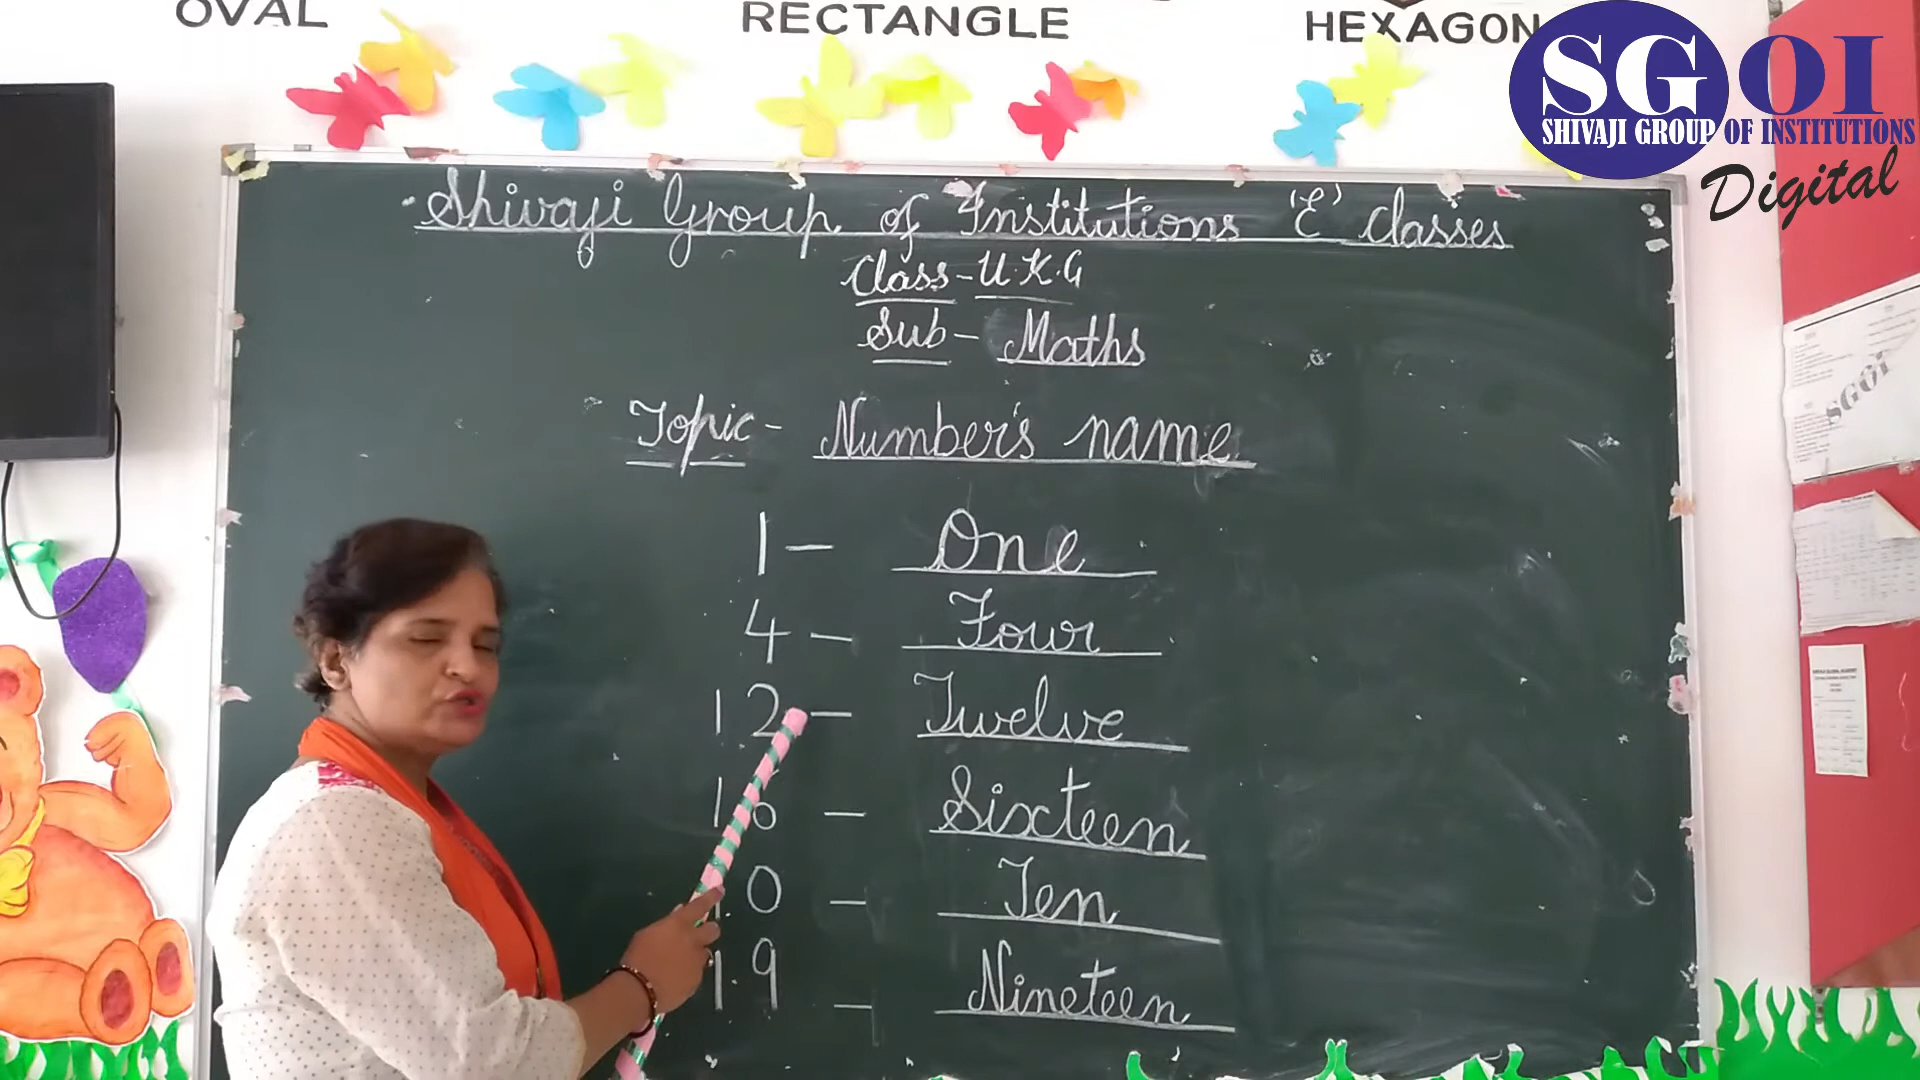 OVAL
RECTANGLE
HEXAGON
SGOI
SHIVAJI GROUP OF INSTITUTIONS
Digital
Shivaji Group of Institutions 'E' classes
Class - U.K.G
Sub - Maths
Topic - Number's name
1 - One
4 - Four
12 - Twelve
16 - Sixteen
10 - Ten
19 - Nineteen
SGOI